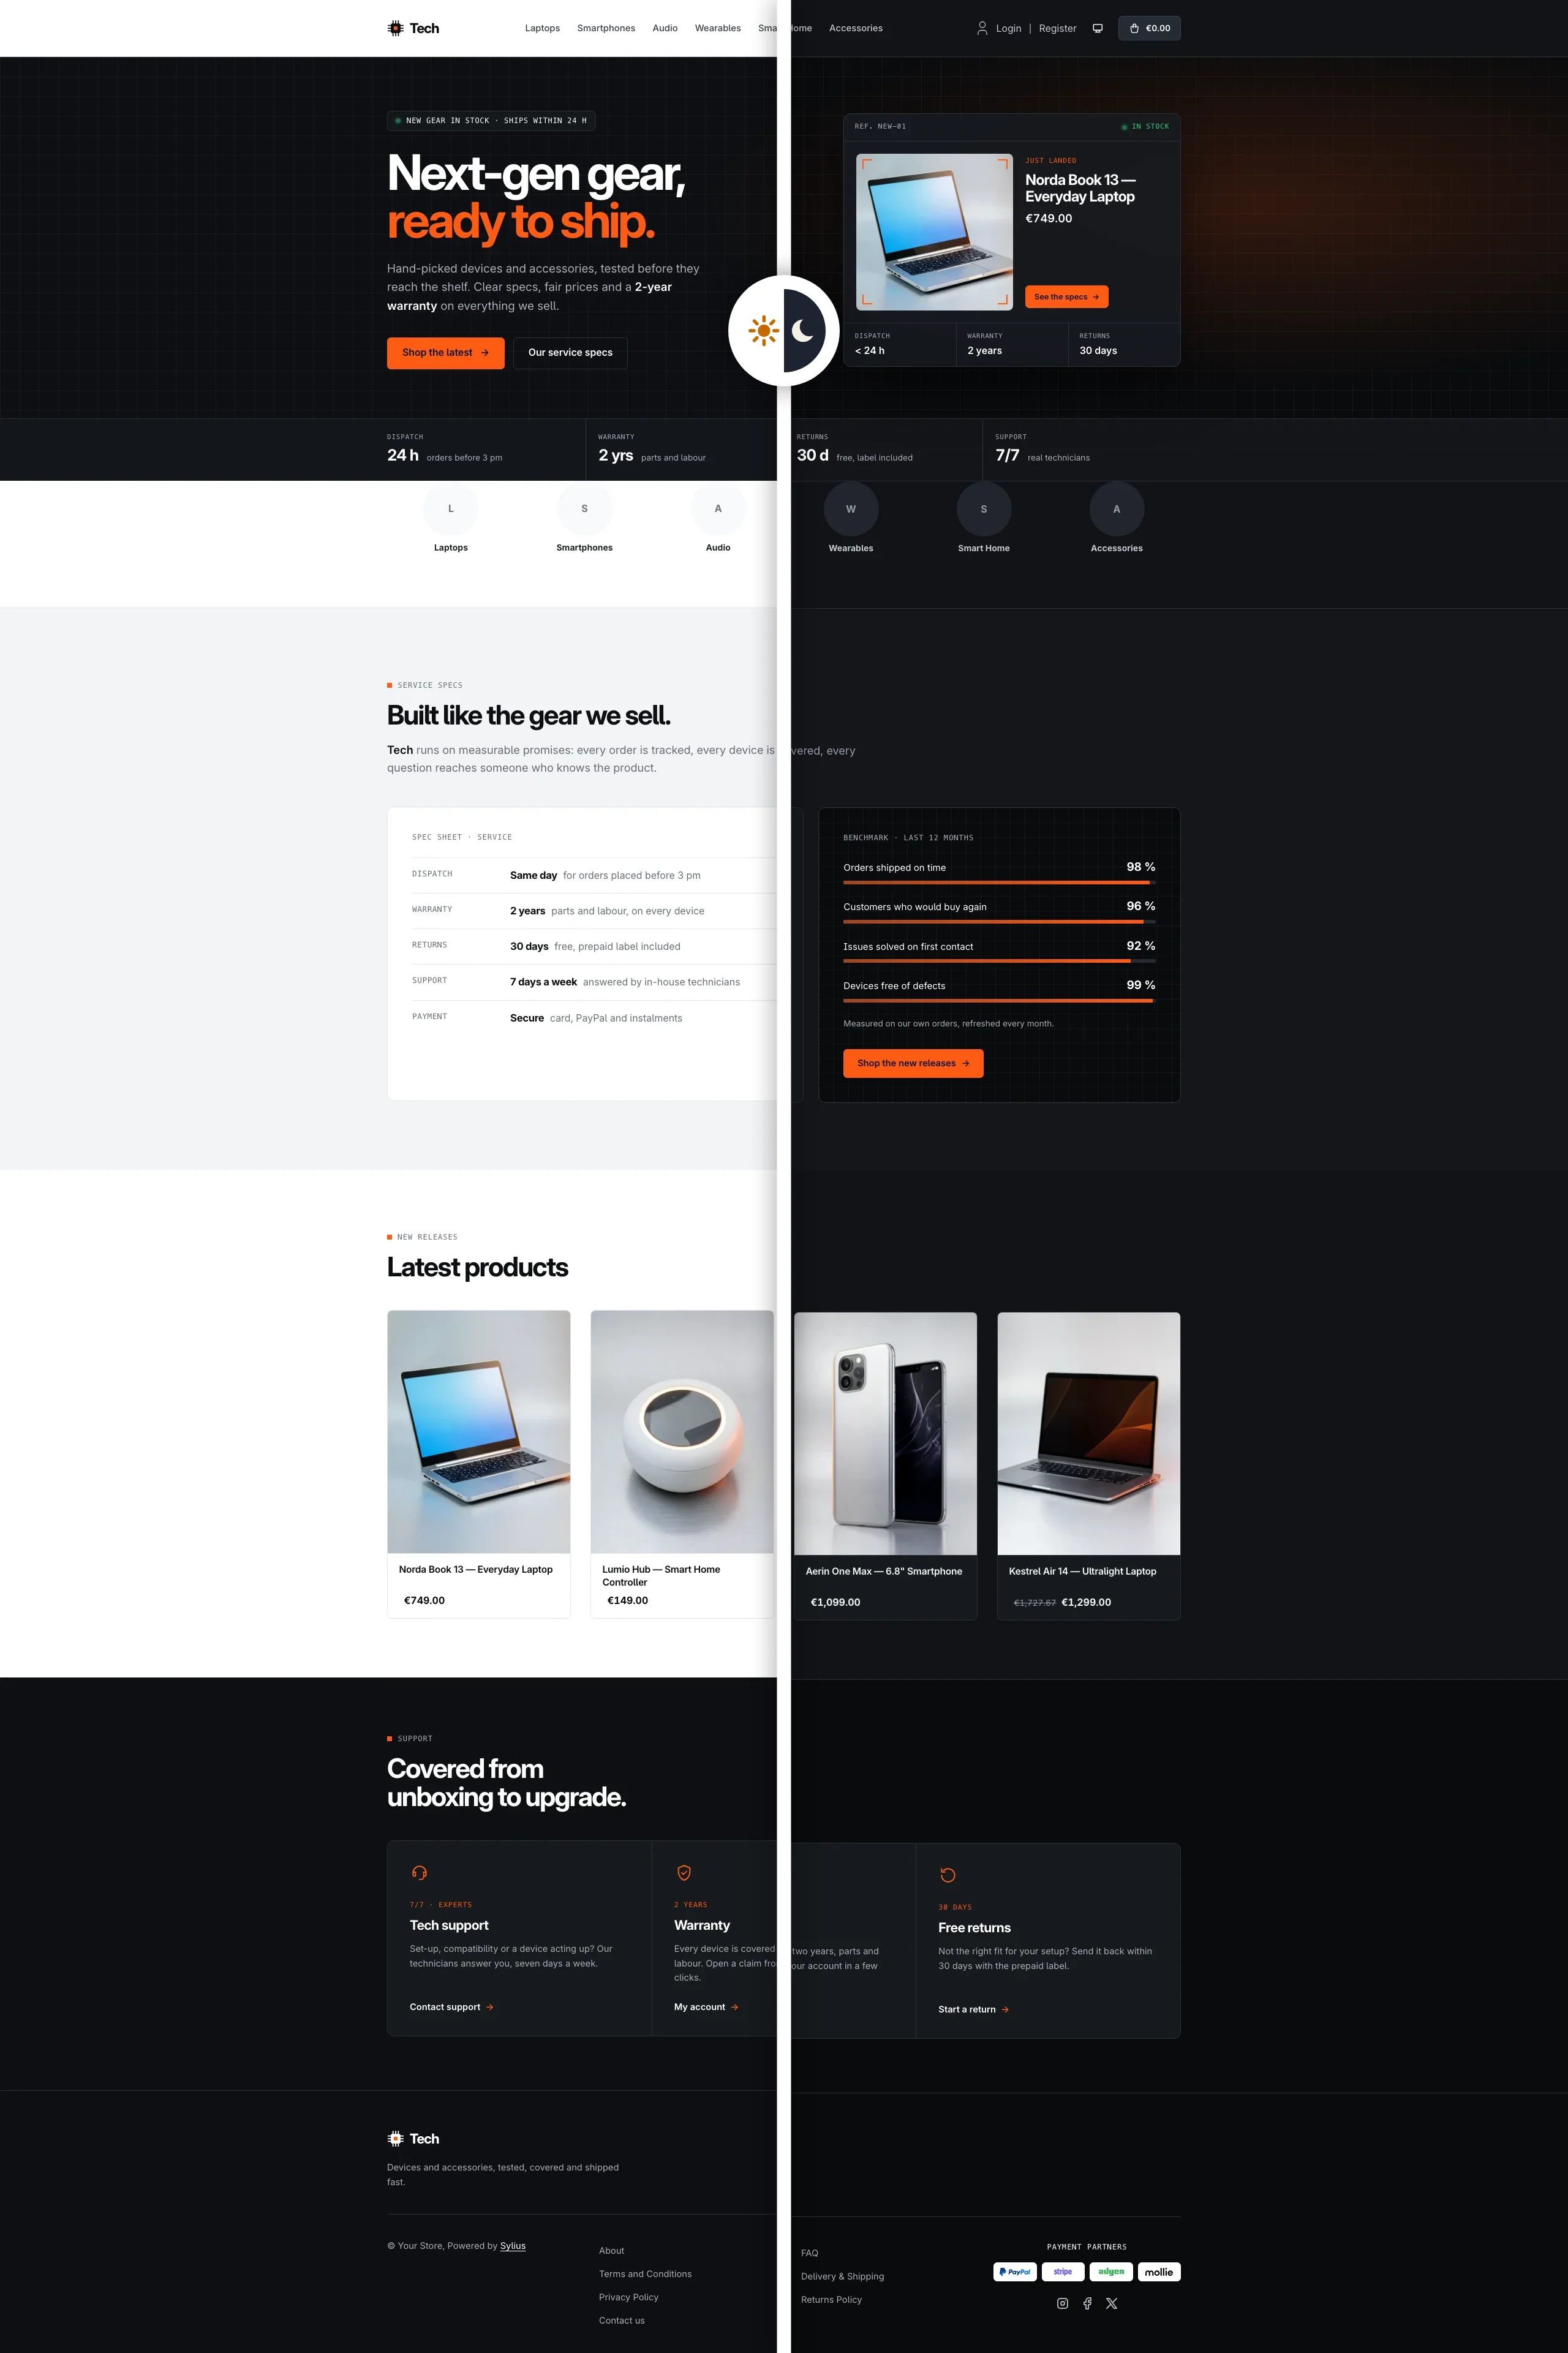 Tech
Laptops Smartphones Audio Wearables Sma
ome Accessories
Login | Register
€0.00
NEW GEAR IN STOCK · SHIPS WITHIN 24 H
Next-gen gear,
ready to ship.
Hand-picked devices and accessories, tested before they
reach the shelf. Clear specs, fair prices and a 2-year
warranty on everything we sell.
Shop the latest →
Our service specs
REF. NEW-01
IN STOCK
JUST LANDED
Norda Book 13 —
Everyday Laptop
€749.00
See the specs →
DISPATCH
< 24 h
WARRANTY
2 years
RETURNS
30 days
DISPATCH
24 h orders before 3 pm
WARRANTY
2 yrs parts and labour
RETURNS
30 d free, label included
SUPPORT
7/7 real technicians
L
Laptops
S
Smartphones
A
Audio
W
Wearables
S
Smart Home
A
Accessories
SERVICE SPECS
Built like the gear we sell.
Tech runs on measurable promises: every order is tracked, every device is vered, every
question reaches someone who knows the product.
SPEC SHEET · SERVICE
DISPATCH Same day for orders placed before 3 pm
WARRANTY 2 years parts and labour, on every device
RETURNS 30 days free, prepaid label included
SUPPORT 7 days a week answered by in-house technicians
PAYMENT Secure card, PayPal and instalments
BENCHMARK · LAST 12 MONTHS
Orders shipped on time 98 %
Customers who would buy again 96 %
Issues solved on first contact 92 %
Devices free of defects 99 %
Measured on our own orders, refreshed every month.
Shop the new releases →
NEW RELEASES
Latest products
Norda Book 13 — Everyday Laptop
€749.00
Lumio Hub — Smart Home
Controller
€149.00
Aerin One Max — 6.8" Smartphone
€1,099.00
Kestrel Air 14 — Ultralight Laptop
€1,727.67 €1,299.00
SUPPORT
Covered from
unboxing to upgrade.
7/7 · EXPERTS
Tech support
Set-up, compatibility or a device acting up? Our
technicians answer you, seven days a week.
Contact support →
2 YEARS
Warranty
Every device is covered two years, parts and
labour. Open a claim fro our account in a few
clicks.
My account →
30 DAYS
Free returns
Not the right fit for your setup? Send it back within
30 days with the prepaid label.
Start a return →
Tech
Devices and accessories, tested, covered and shipped
fast.
© Your Store, Powered by Sylius
About
Terms and Conditions
Privacy Policy
Contact us
FAQ
Delivery & Shipping
Returns Policy
PAYMENT PARTNERS
PayPal stripe adyen mollie